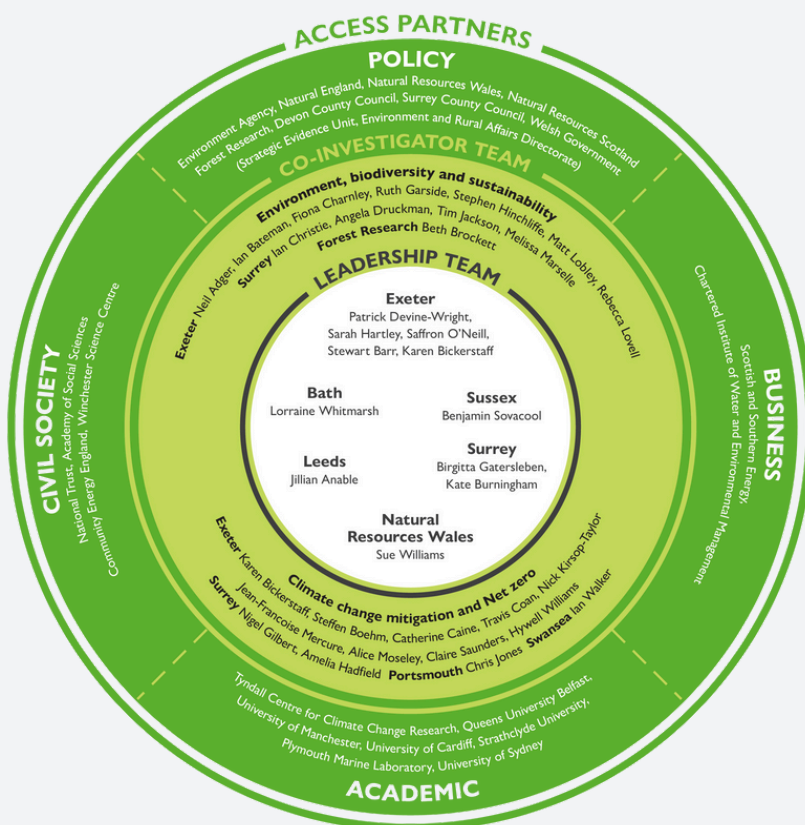 ACCESS PARTNERS
POLICY
Environment Agency, Natural England, Natural Resources Wales, Natural Resources Scotland
Forest Research, Devon County Council, Surrey County Council, Welsh Government
(Strategic Evidence Unit, Environment and Rural Affairs Directorate)
CO-INVESTIGATOR TEAM
Environment, biodiversity and sustainability
Exeter Neil Adger, Ian Bateman, Fiona Charnley, Ruth Garside, Stephen Hinchliffe, Matt Lobley, Rebecca Lovell
Surrey Ian Christie, Angela Druckman, Tim Jackson, Melissa Marselle
Forest Research Beth Brockett
LEADERSHIP TEAM
Exeter
Patrick Devine-Wright,
Sarah Hartley, Saffron O'Neill,
Stewart Barr, Karen Bickerstaff
Bath
Lorraine Whitmarsh
Sussex
Benjamin Sovacool
Leeds
Jillian Anable
Surrey
Birgitta Gatersleben,
Kate Burningham
Natural
Resources Wales
Sue Williams
Climate change mitigation and Net zero
Exeter Karen Bickerstaff, Steffen Boehm, Catherine Caine, Travis Coan, Nick Kirsop-Taylor
Jean-Francoise Mercure, Alice Moseley, Claire Saunders, Hywell Williams
Surrey Nigel Gilbert, Amelia Hadfield Portsmouth Chris Jones Swansea Ian Walker
CIVIL SOCIETY
National Trust, Academy of Social Sciences
Community Energy England, Winchester Science Centre
BUSINESS
Scottish and Southern Energy,
Chartered Institute of Water and Environmental Management
Tyndall Centre for Climate Change Research, Queens University Belfast,
University of Manchester, University of Cardiff, Strathclyde University,
Plymouth Marine Laboratory, University of Sydney
ACADEMIC